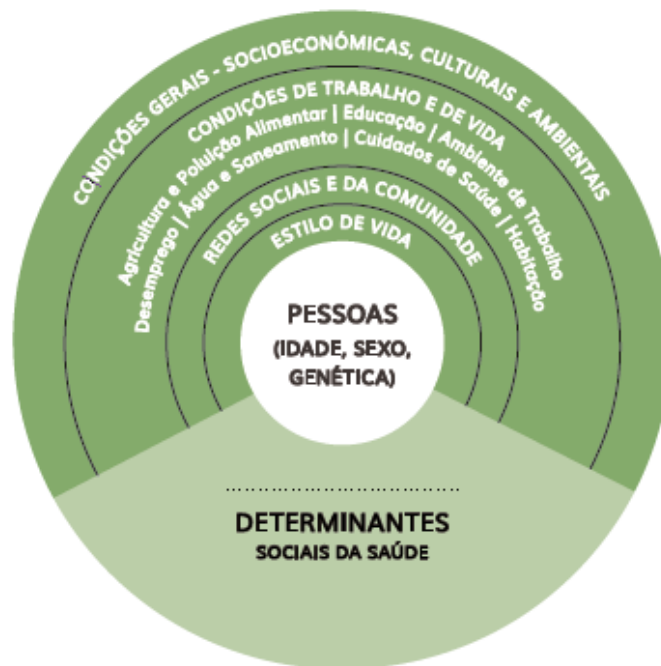 CONDIÇÕES GERAIS - SOCIOECONÓMICAS, CULTURAIS E AMBIENTAIS
CONDIÇÕES DE TRABALHO E DE VIDA
Agricultura e Poluição Alimentar | Educação | Ambiente de Trabalho
Desemprego | Água e Saneamento | Cuidados de Saúde | Habitação
REDES SOCIAIS E DA COMUNIDADE
ESTILO DE VIDA
PESSOAS
(IDADE, SEXO,
GENÉTICA)
DETERMINANTES
SOCIAIS DA SAÚDE